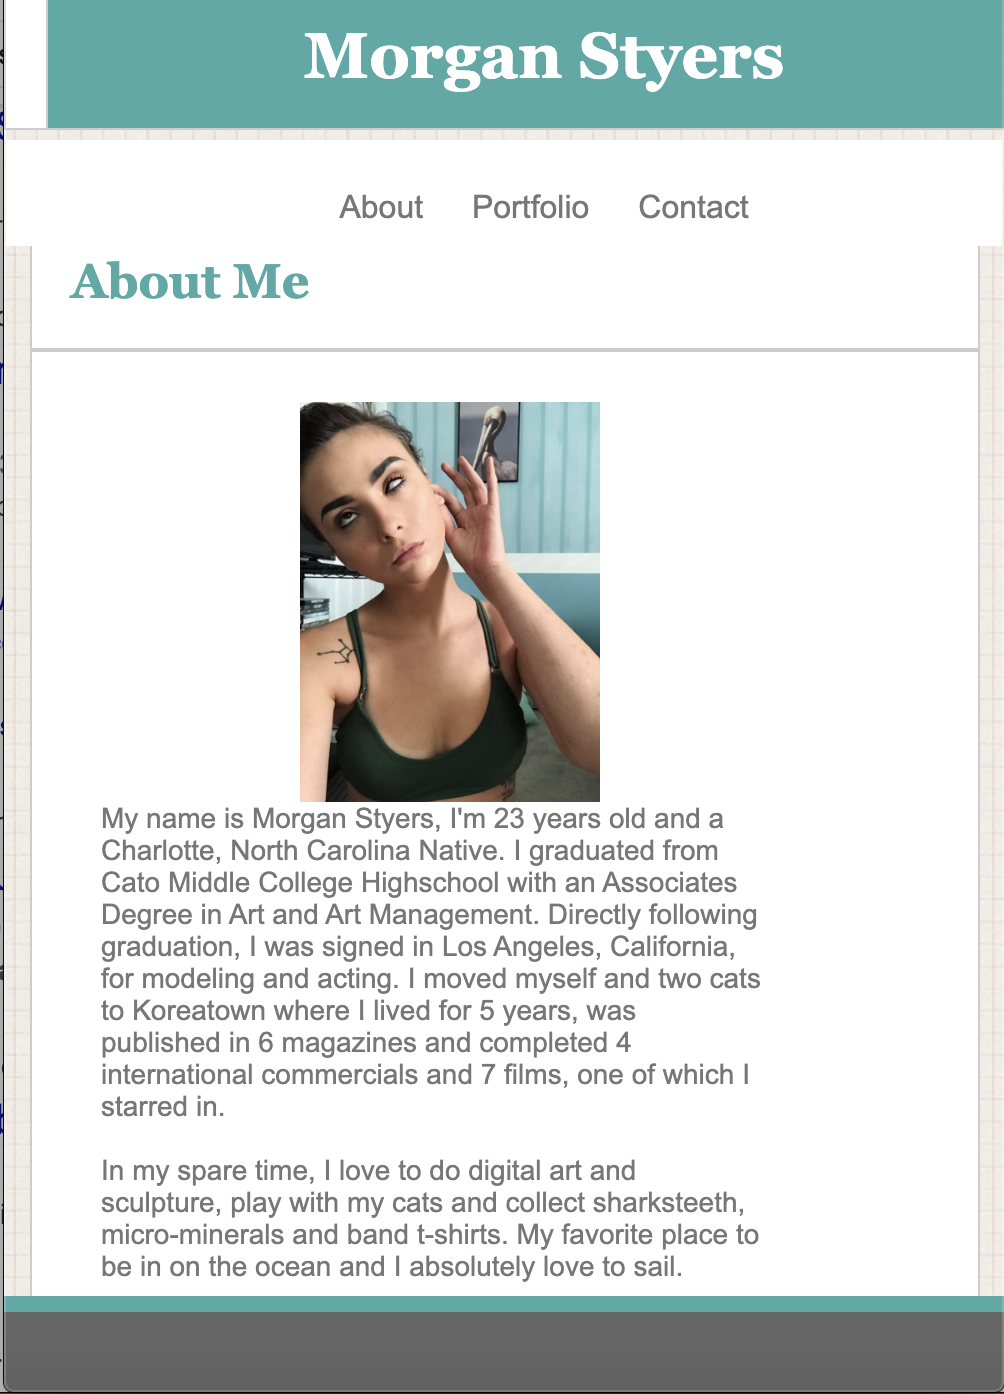 Morgan Styers
About Portfolio Contact
About Me
My name is Morgan Styers, I'm 23 years old and a
Charlotte, North Carolina Native. I graduated from
Cato Middle College Highschool with an Associates
Degree in Art and Art Management. Directly following
graduation, I was signed in Los Angeles, California,
for modeling and acting. I moved myself and two cats
to Koreatown where I lived for 5 years, was
published in 6 magazines and completed 4
international commercials and 7 films, one of which I
starred in.
In my spare time, I love to do digital art and
sculpture, play with my cats and collect sharksteeth,
micro-minerals and band t-shirts. My favorite place to
be in on the ocean and I absolutely love to sail.